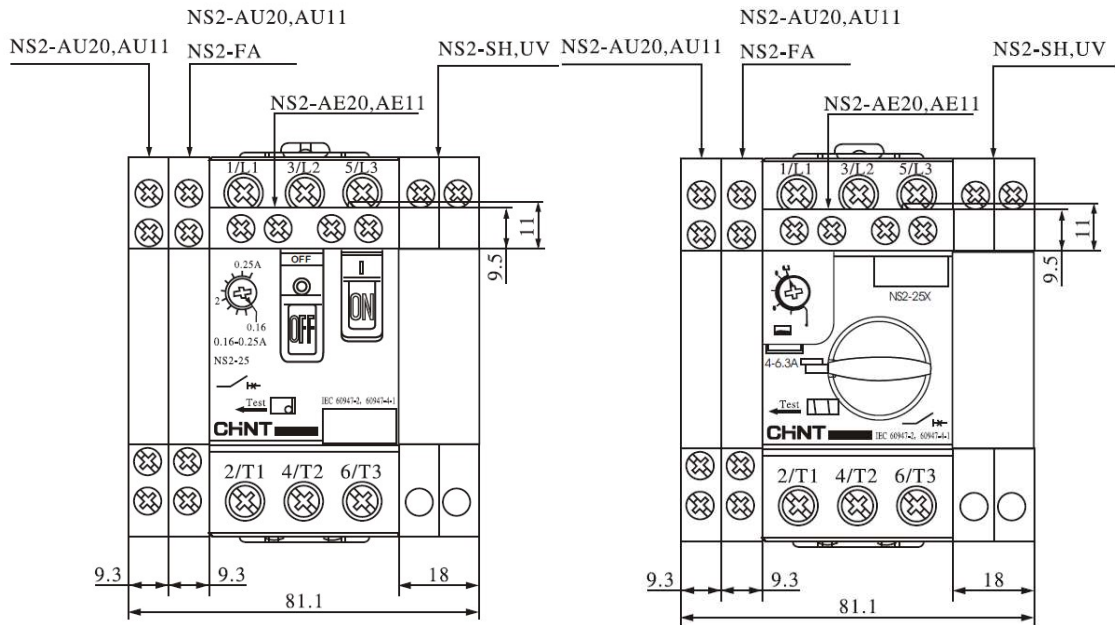 NS2-AU20,AU11
NS2-AU20,AU11
NS2-FA
NS2-SH,UV
NS2-AE20,AE11
1/L1
3/L2
5/L3
11
9.5
0.25A
2
0.16
0.16-0.25A
NS2-25
OFF
OFF
I
ON
Test
IEC 60947-2, 60947-4-1
CHNT
2/T1
4/T2
6/T3
9.3
9.3
18
81.1
NS2-AU20,AU11
NS2-AU20,AU11
NS2-FA
NS2-SH,UV
NS2-AE20,AE11
1/L1
3/L2
5/L3
11
9.5
NS2-25X
4-6.3A
Test
CHNT
IEC 60947-2, 60947-4-1
2/T1
4/T2
6/T3
9.3
9.3
18
81.1